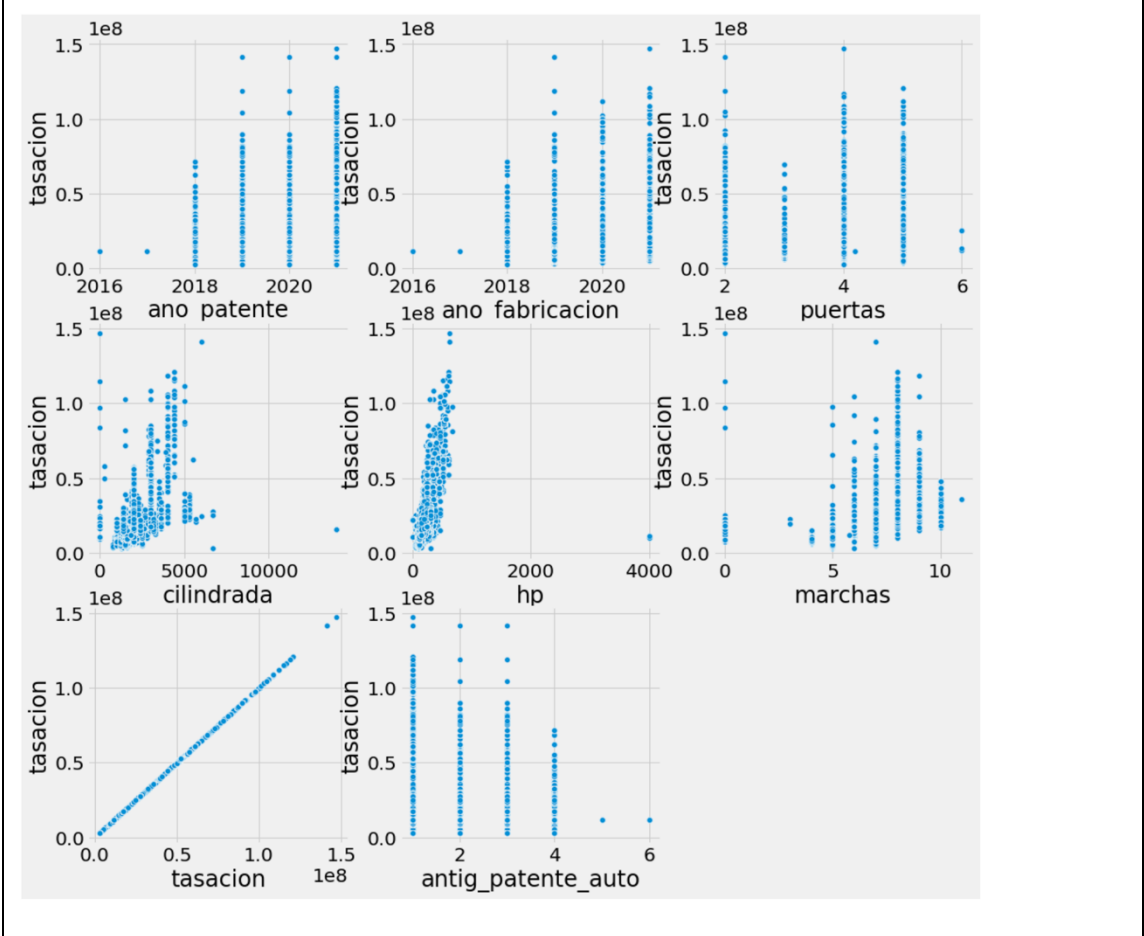 1e8 1e8 1e8
1.5 1.5 1.5
1.0 1.0 1.0
tasacion tasacion tasacion
0.5 0.5 0.5
0.0 0.0 0.0
2016 2018 2020 2016 2018 2020 2 4 6
ano patente ano fabricacion puertas
1e8 1e8 1e8
1.5 1.5 1.5
1.0 1.0 1.0
tasacion tasacion tasacion
0.5 0.5 0.5
0.0 0.0 0.0
0 5000 10000 0 2000 4000 0 5 10
cilindrada hp marchas
1e8 1e8
1.5 1.5
1.0 1.0
tasacion tasacion
0.5 0.5
0.0 0.0
0.0 0.5 1.0 1.5 2 4 6
tasacion 1e8 antig_patente_auto